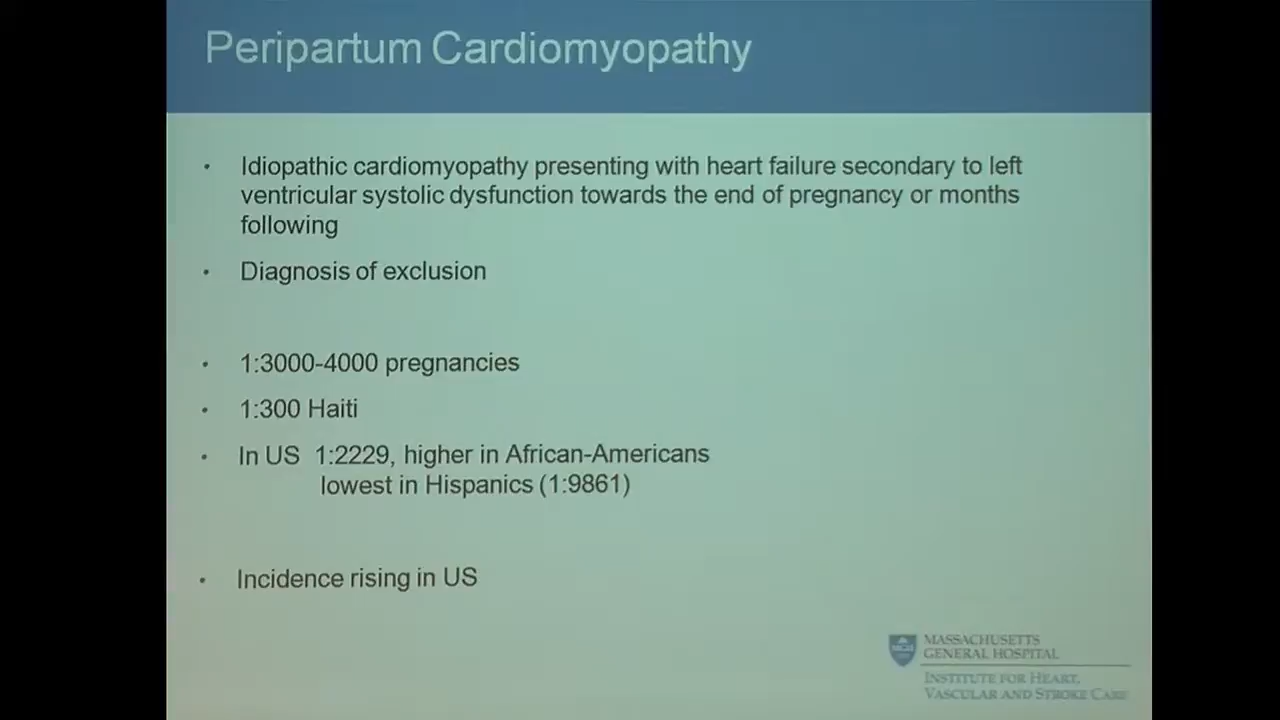 Peripartum Cardiomyopathy
• Idiopathic cardiomyopathy presenting with heart failure secondary to left
ventricular systolic dysfunction towards the end of pregnancy or months
following
• Diagnosis of exclusion
• 1:3000-4000 pregnancies
• 1:300 Haiti
• In US 1:2229, higher in African-Americans
lowest in Hispanics (1:9861)
• Incidence rising in US
MASSACHUSETTS
GENERAL HOSPITAL
INSTITUTE FOR HEART,
VASCULAR AND STROKE CARE